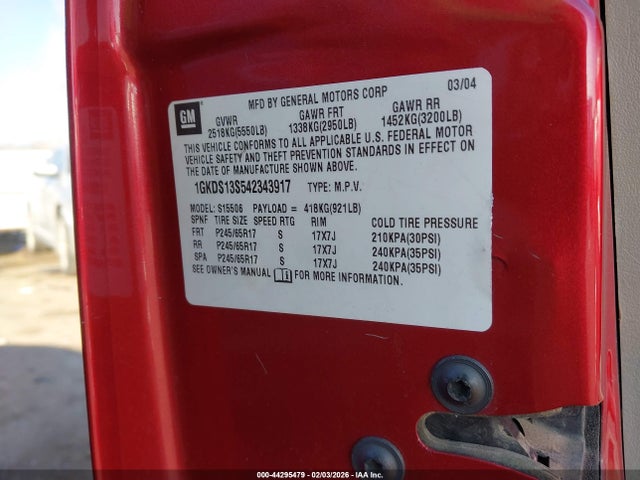 MFD BY GENERAL MOTORS CORP 03/04
GM GVWR GAWR FRT GAWR RR
2518KG(5550LB) 1338KG(2950LB) 1452KG(3200LB)
THIS VEHICLE CONFORMS TO ALL APPLICABLE U.S. FEDERAL MOTOR
VEHICLE SAFETY AND THEFT PREVENTION STANDARDS IN EFFECT ON
THE DATE OF MANUFACTURE SHOWN ABOVE.
1GKDS13S542343917 TYPE: M.P.V.
MODEL: S15506 PAYLOAD = 418KG(921LB)
SPNF TIRE SIZE SPEED RTG RIM COLD TIRE PRESSURE
FRT P245/65R17 S 17X7J 210KPA(30PSI)
RR P245/65R17 S 17X7J 240KPA(35PSI)
SPA P245/65R17 S 17X7J 240KPA(35PSI)
SEE OWNER'S MANUAL FOR MORE INFORMATION.
000-44295479 - 02/03/2026 - IAA Inc.